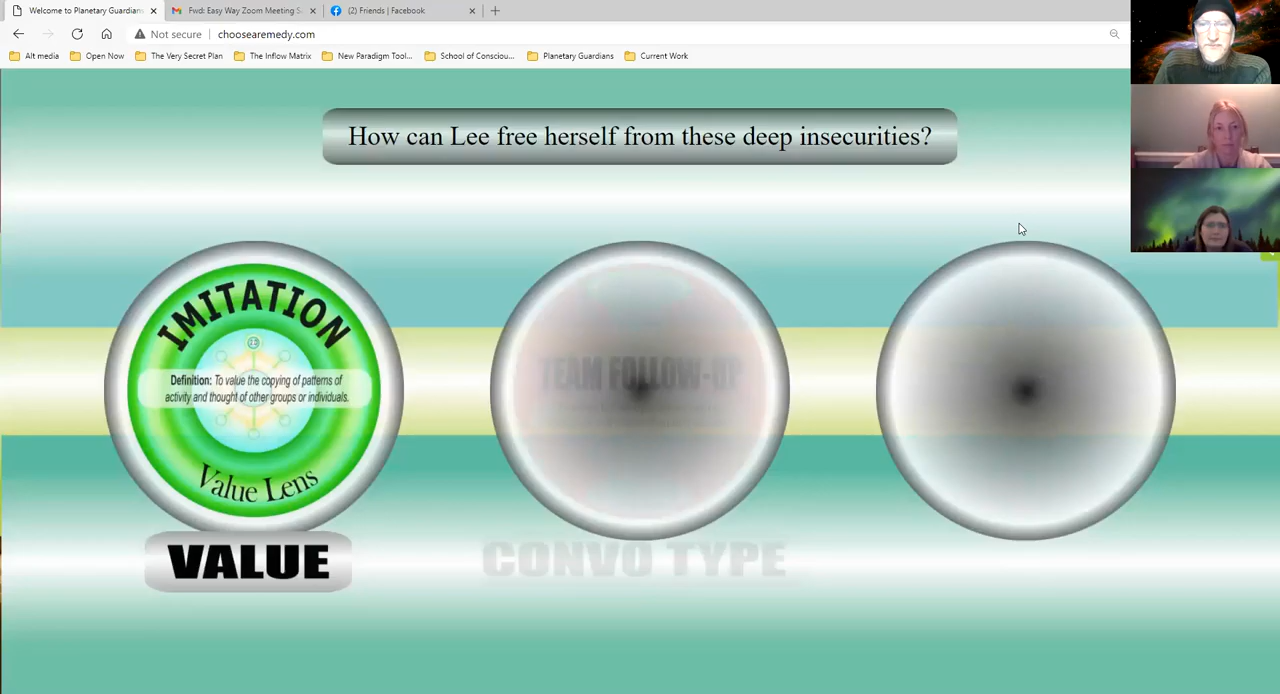 Welcome to Planetary Guardians
Fwd: Easy Way Zoom Meeting S
(2) Friends | Facebook
Not secure
choosearemedy.com
Alt media
Open Now
The Very Secret Plan
The Inflow Matrix
New Paradigm Tool...
School of Consciou...
Planetary Guardians
Current Work
How can Lee free herself from these deep insecurities?
IMITATION
Definition: To value the copying of patterns of
activity and thought of other groups or individuals.
Value Lens
VALUE
TEAM FOLLOW-UP
CONVO TYPE